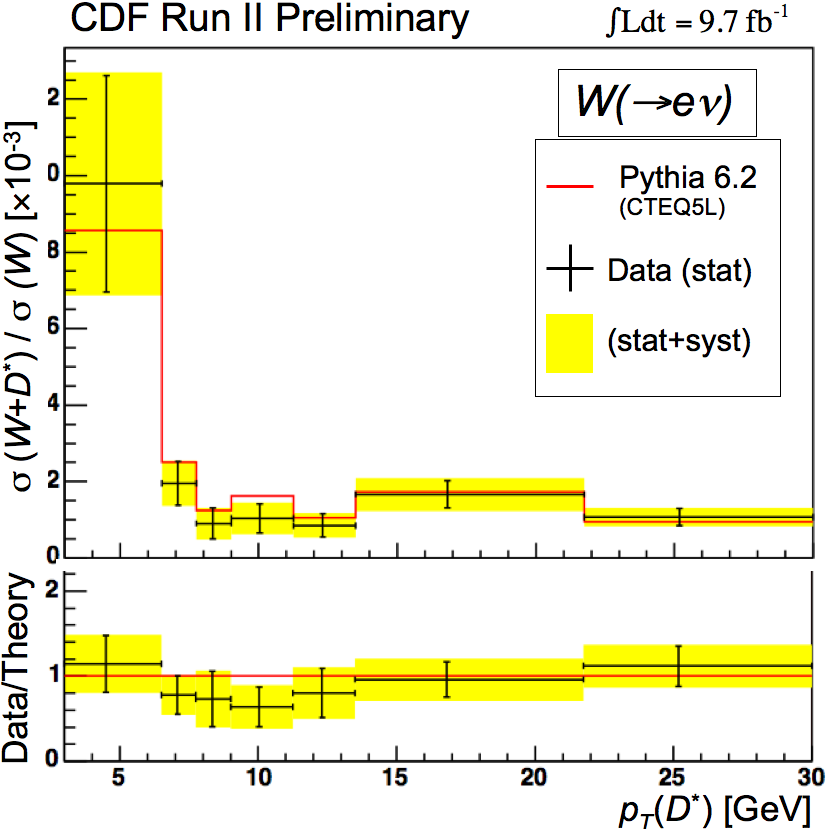 CDF Run II Preliminary
∫Ldt = 9.7 fb⁻¹
W(→eν)
Pythia 6.2
(CTEQ5L)
Data (stat)
(stat+syst)
σ (W+D*) / σ (W) [×10⁻³]
2
0
8
6
4
2
0
Data/Theory
2
1
0
5 10 15 20 25 30
p_T(D*) [GeV]